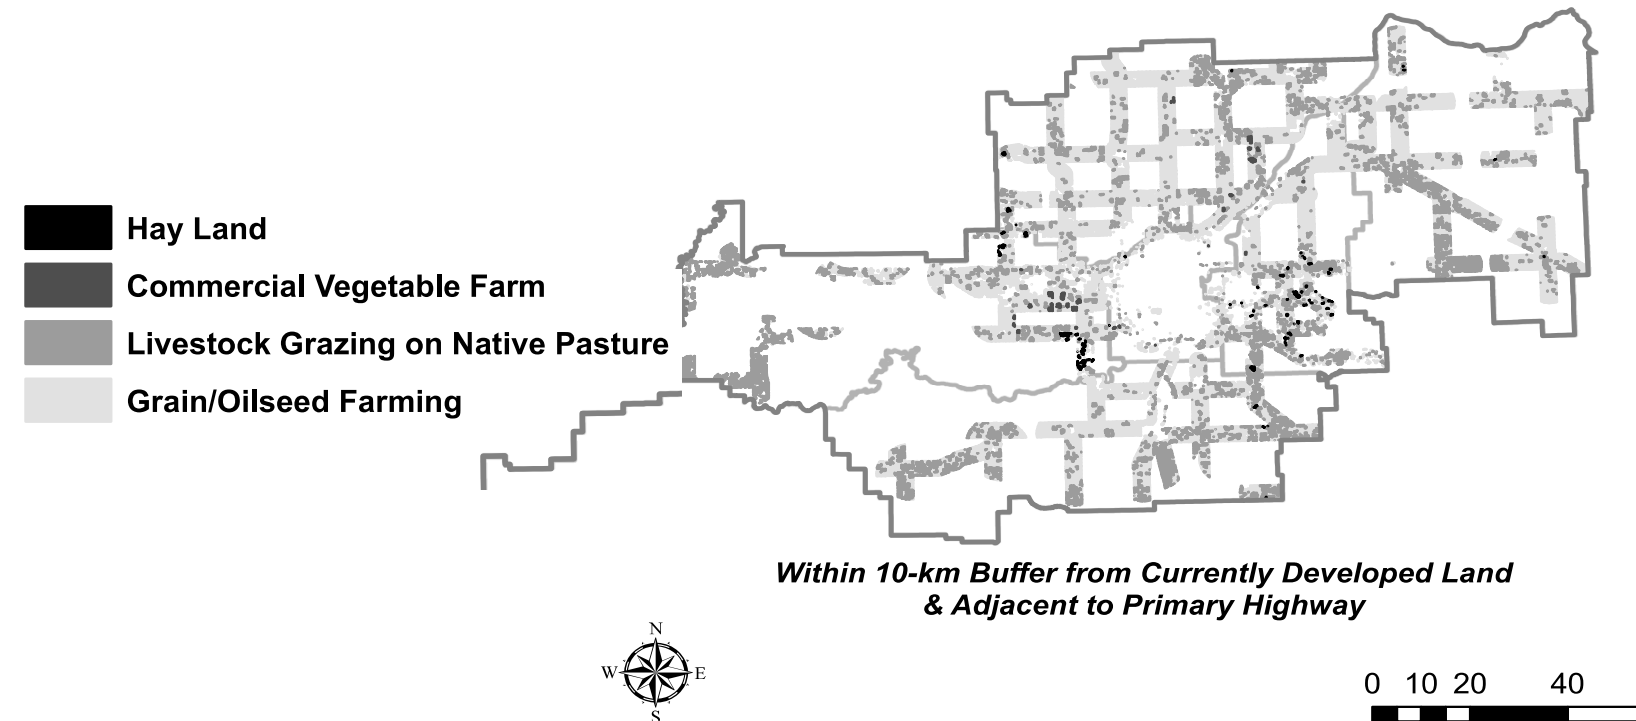 Hay Land
Commercial Vegetable Farm
Livestock Grazing on Native Pasture
Grain/Oilseed Farming
Within 10-km Buffer from Currently Developed Land
& Adjacent to Primary Highway
N
W E
S
0 10 20 40